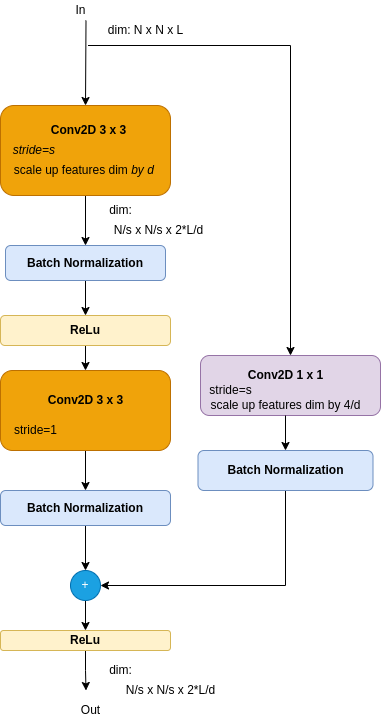 In
dim: N x N x L
Conv2D 3 x 3
stride=s
scale up features dim by d
dim:
N/s x N/s x 2*L/d
Batch Normalization
ReLu
Conv2D 3 x 3
stride=1
Batch Normalization
Conv2D 1 x 1
stride=s
scale up features dim by 4/d
Batch Normalization
+
ReLu
dim:
N/s x N/s x 2*L/d
Out